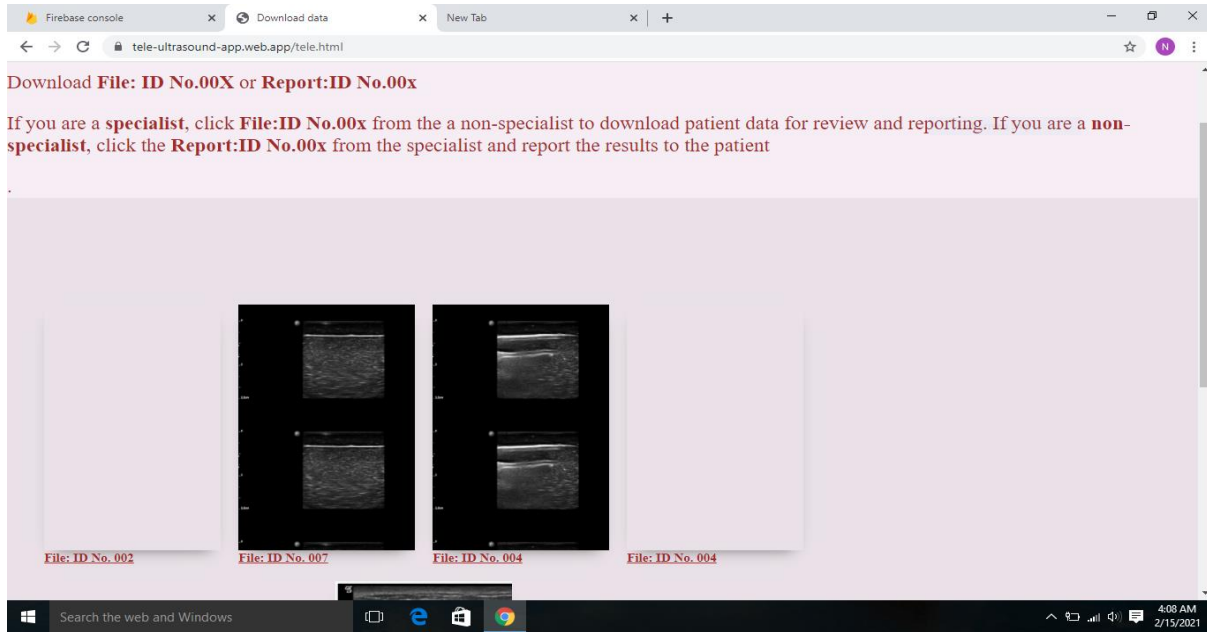 Firebase console
Download data
New Tab
tele-ultrasound-app.web.app/tele.html
N
Download File: ID No.00X or Report:ID No.00x
If you are a specialist, click File:ID No.00x from the a non-specialist to download patient data for review and reporting. If you are a non-
specialist, click the Report:ID No.00x from the specialist and report the results to the patient
.
File: ID No. 002
File: ID No. 007
File: ID No. 004
File: ID No. 004
Search the web and Windows
4:08 AM
2/15/2021